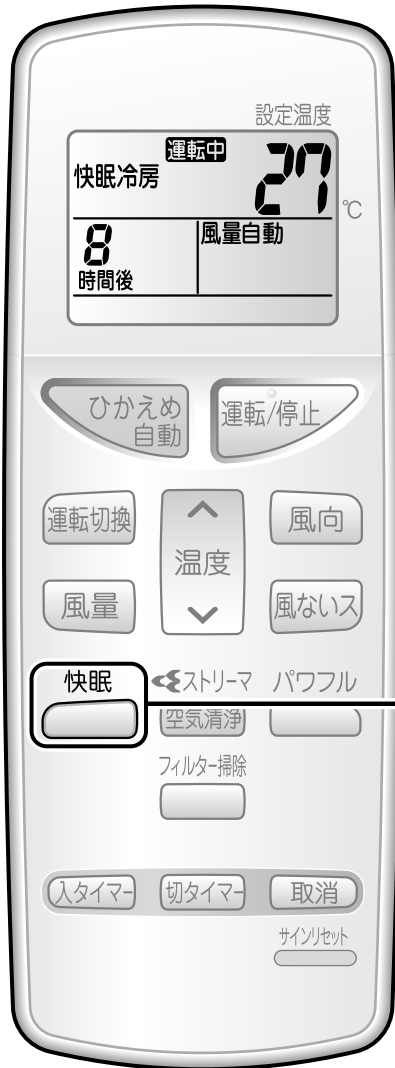 設定温度
運転中
快眠冷房
27
℃
8
風量自動
時間後
ひかえめ
自動
運転/停止
運転切換
温度
風向
風量
風ないス
快眠
ストリーマ
パワフル
空気清浄
フィルター掃除
入タイマー
切タイマー
取消
サインリセット